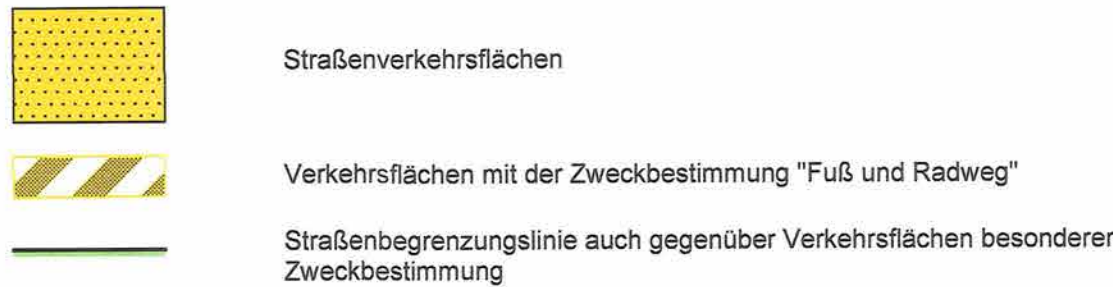 Straßenverkehrsflächen
Verkehrsflächen mit der Zweckbestimmung "Fuß und Radweg"
Straßenbegrenzungslinie auch gegenüber Verkehrsflächen besonderer
Zweckbestimmung